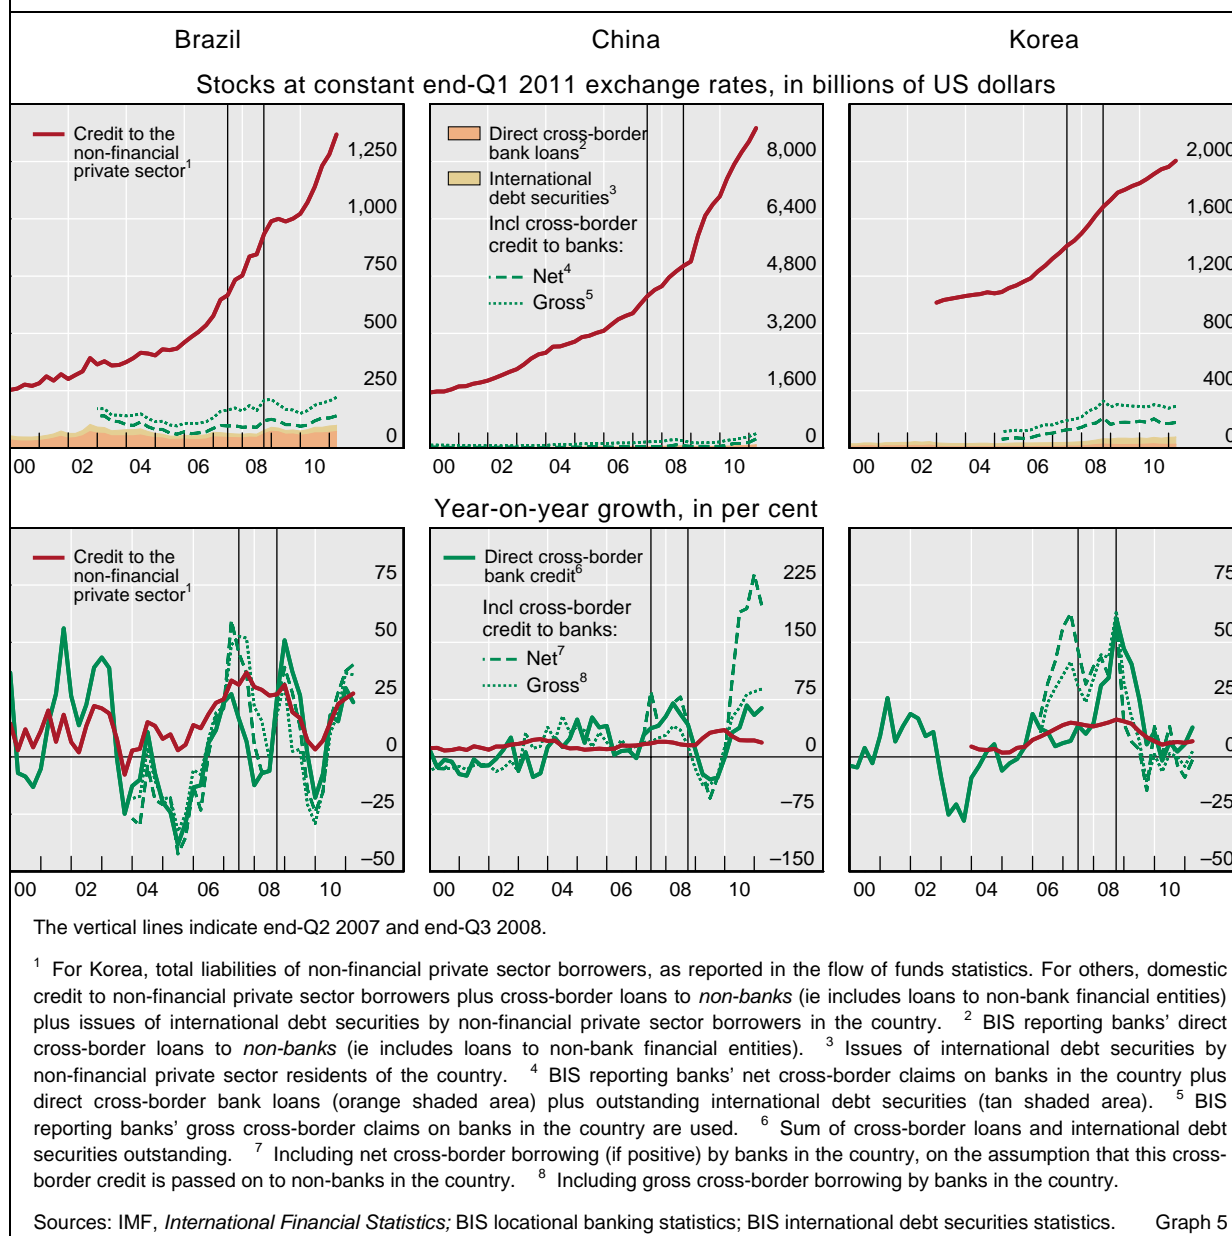 Brazil
China
Korea
Stocks at constant end-Q1 2011 exchange rates, in billions of US dollars
Credit to the
non-financial
private sector1
1,250
1,000
750
500
250
0
00 02 04 06 08 10
Direct cross-border
bank loans2
International
debt securities3
Incl cross-border
credit to banks:
Net4
Gross5
8,000
6,400
4,800
3,200
1,600
0
00 02 04 06 08 10
2,000
1,600
1,200
800
400
0
00 02 04 06 08 10
Year-on-year growth, in per cent
Credit to the
non-financial
private sector1
75
50
25
0
–25
–50
00 02 04 06 08 10
Direct cross-border
bank credit6
Incl cross-border
credit to banks:
Net7
Gross8
225
150
75
0
–75
–150
00 02 04 06 08 10
75
50
25
0
–25
–50
00 02 04 06 08 10
The vertical lines indicate end-Q2 2007 and end-Q3 2008.
1 For Korea, total liabilities of non-financial private sector borrowers, as reported in the flow of funds statistics. For others, domestic
credit to non-financial private sector borrowers plus cross-border loans to non-banks (ie includes loans to non-bank financial entities)
plus issues of international debt securities by non-financial private sector borrowers in the country. 2 BIS reporting banks' direct
cross-border loans to non-banks (ie includes loans to non-bank financial entities). 3 Issues of international debt securities by
non-financial private sector residents of the country. 4 BIS reporting banks' net cross-border claims on banks in the country plus
direct cross-border bank loans (orange shaded area) plus outstanding international debt securities (tan shaded area). 5 BIS
reporting banks' gross cross-border claims on banks in the country are used. 6 Sum of cross-border loans and international debt
securities outstanding. 7 Including net cross-border borrowing (if positive) by banks in the country, on the assumption that this cross-
border credit is passed on to non-banks in the country. 8 Including gross cross-border borrowing by banks in the country.
Sources: IMF, International Financial Statistics; BIS locational banking statistics; BIS international debt securities statistics. Graph 5